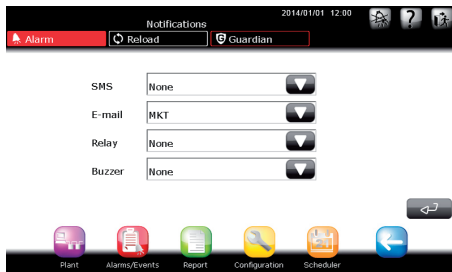 2014/01/01 12:00
Notifications
?
Alarm
Reload
G Guardian
SMS None
E-mail MKT
Relay None
Buzzer None
Plant Alarms/Events Report Configuration Scheduler